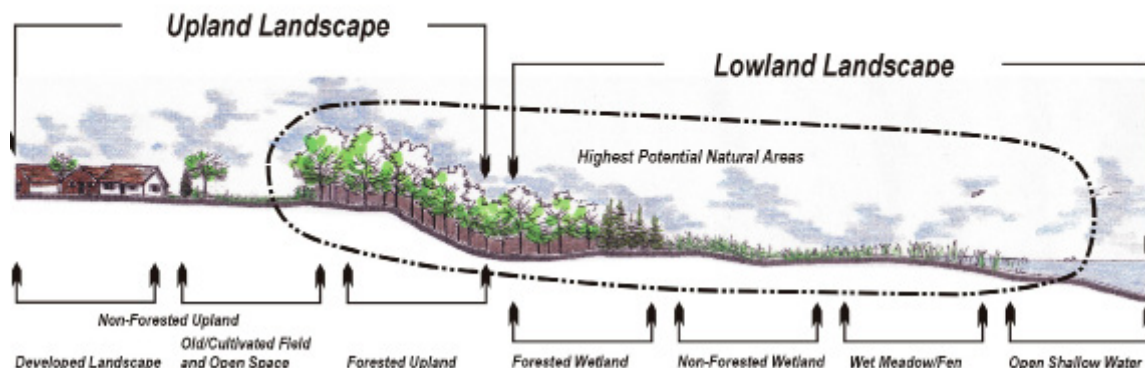 Upland Landscape
Lowland Landscape
Highest Potential Natural Areas
Non-Forested Upland
Developed Landscape
Old/Cultivated Field
and Open Space
Forested Upland
Forested Wetland
Non-Forested Wetland
Wet Meadow/Fen
Open Shallow Water